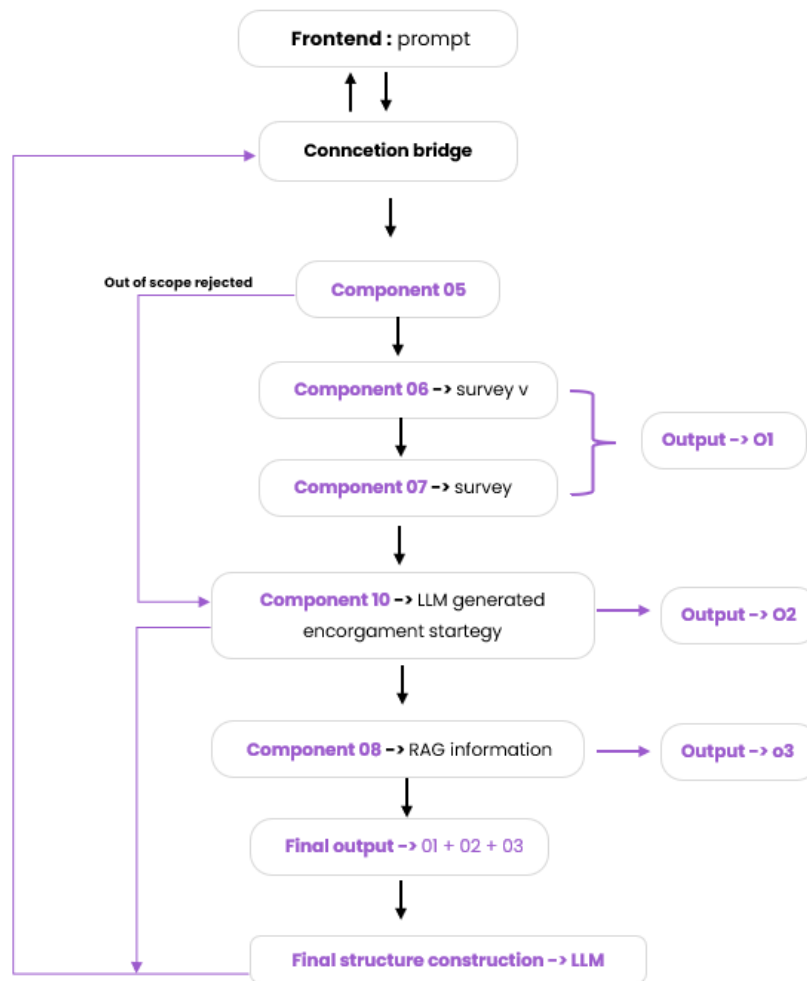 Frontend : prompt
Conncetion bridge
Out of scope rejected
Component 05
Component 06 -> survey v
Output -> O1
Component 07 -> survey
Component 10 -> LLM generated
encorgament startegy
Output -> O2
Component 08 -> RAG information
Output -> o3
Final output -> 01 + 02 + 03
Final structure construction -> LLM